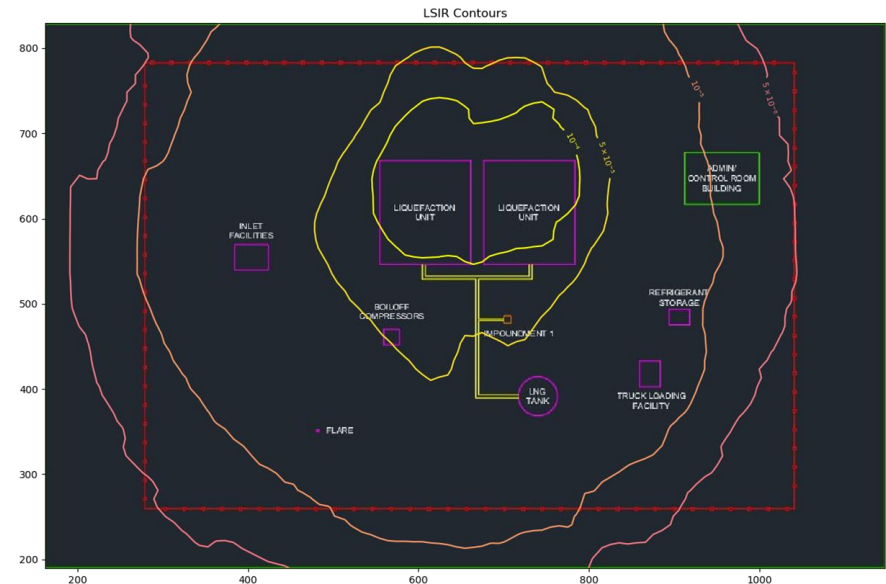 LSIR Contours
800
700
600
500
400
300
200
200
400
600
800
1000
10⁻⁵
5 × 10⁻⁶
10⁻⁴
5 × 10⁻⁵
ADMIN/
CONTROL ROOM
BUILDING
LIQUEFACTION
UNIT
LIQUEFACTION
UNIT
INLET
FACILITIES
REFRIGERANT
STORAGE
BOILOFF
COMPRESSORS
IMPOUNDMENT 1
LNG
TANK
TRUCK LOADING
FACILITY
FLARE